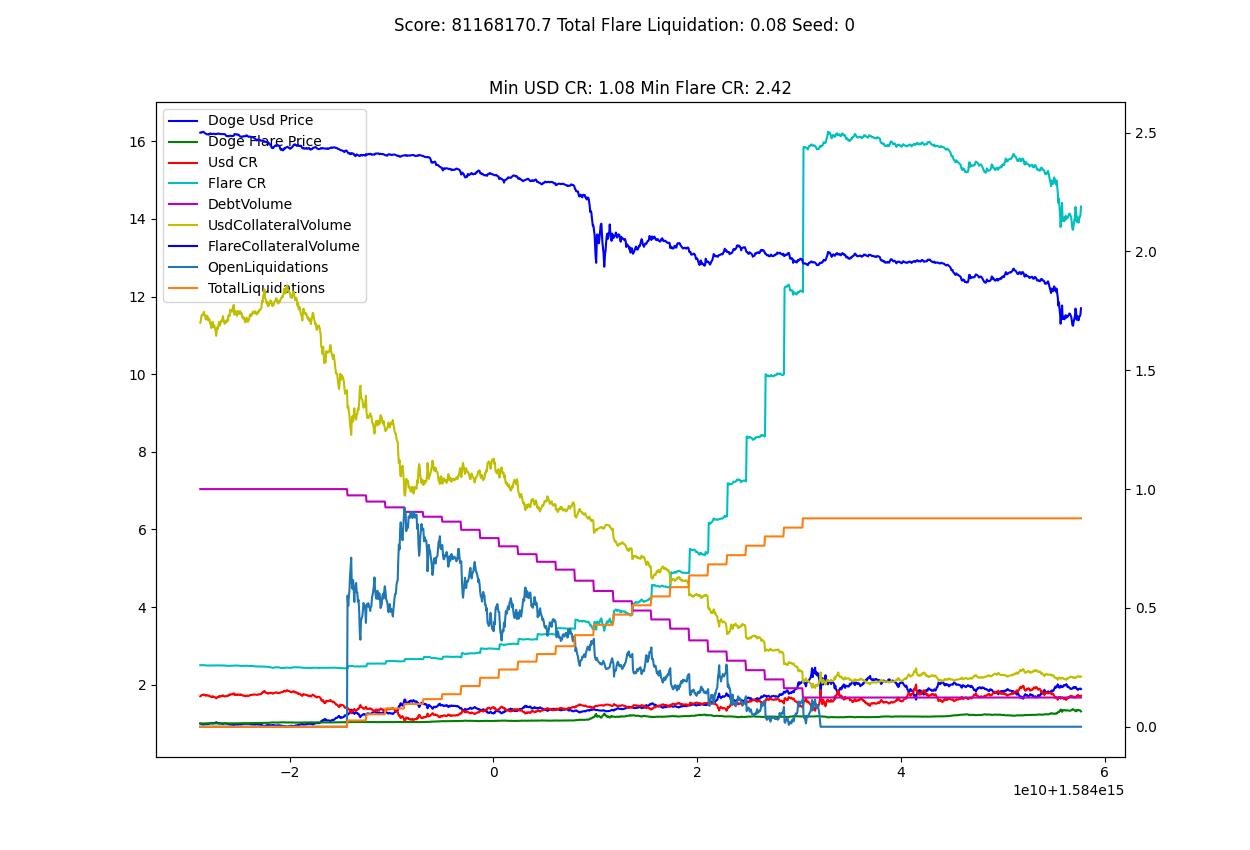 Score: 81168170.7 Total Flare Liquidation: 0.08 Seed: 0
Min USD CR: 1.08 Min Flare CR: 2.42
Doge Usd Price
Doge Flare Price
Usd CR
Flare CR
DebtVolume
UsdCollateralVolume
FlareCollateralVolume
OpenLiquidations
TotalLiquidations
16
14
12
10
8
6
4
2
2.5
2.0
1.5
1.0
0.5
0.0
−2
0
2
4
6
1e10+1.584e15